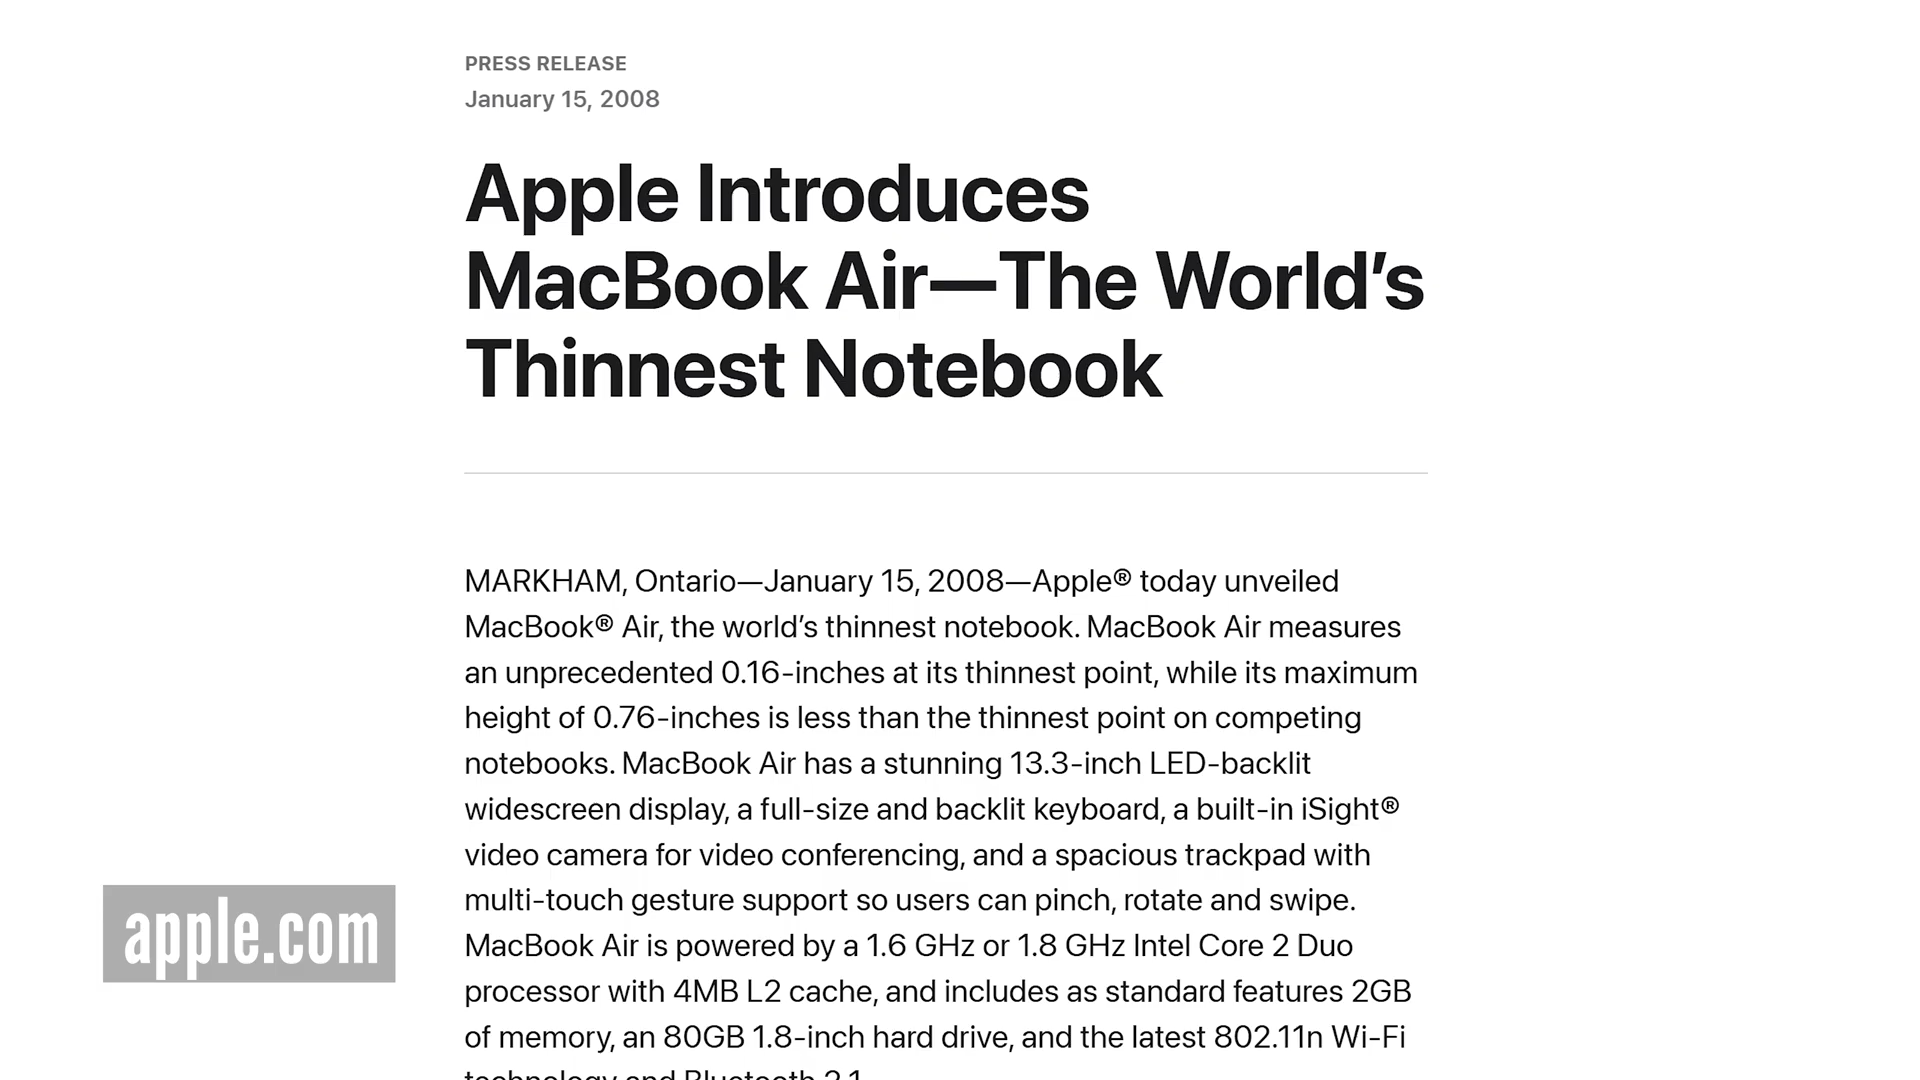 PRESS RELEASE
January 15, 2008
Apple Introduces
MacBook Air—The World’s
Thinnest Notebook
MARKHAM, Ontario—January 15, 2008—Apple® today unveiled
MacBook® Air, the world’s thinnest notebook. MacBook Air measures
an unprecedented 0.16-inches at its thinnest point, while its maximum
height of 0.76-inches is less than the thinnest point on competing
notebooks. MacBook Air has a stunning 13.3-inch LED-backlit
widescreen display, a full-size and backlit keyboard, a built-in iSight®
video camera for video conferencing, and a spacious trackpad with
multi-touch gesture support so users can pinch, rotate and swipe.
MacBook Air is powered by a 1.6 GHz or 1.8 GHz Intel Core 2 Duo
processor with 4MB L2 cache, and includes as standard features 2GB
of memory, an 80GB 1.8-inch hard drive, and the latest 802.11n Wi-Fi
technology and Bluetooth 2.1
apple.com